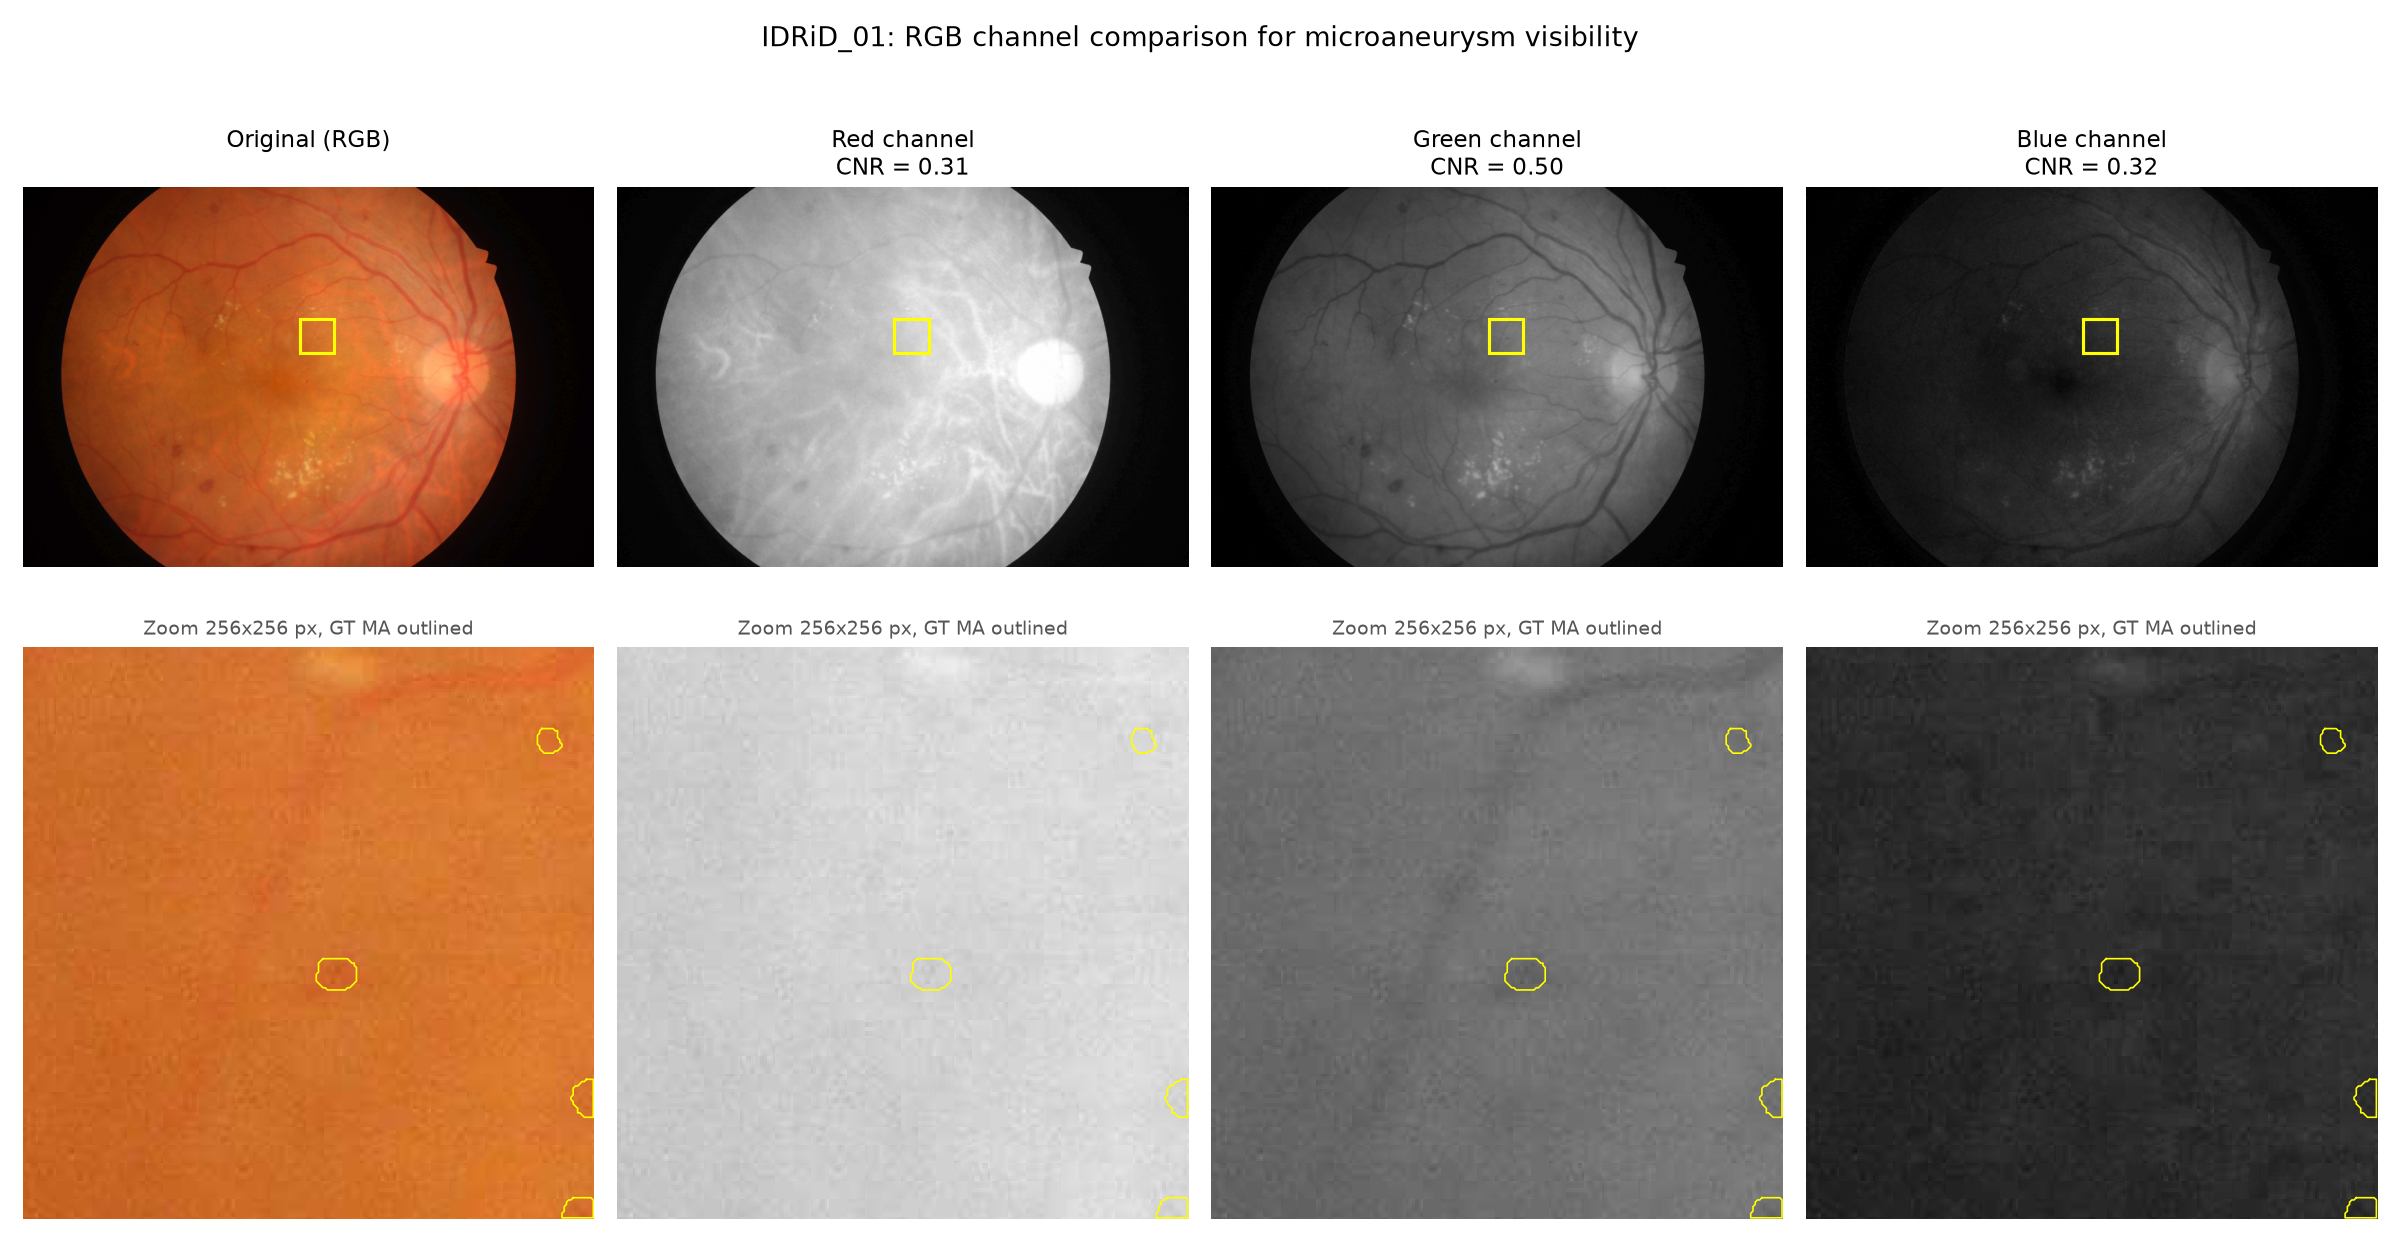 IDRiD_01: RGB channel comparison for microaneurysm visibility
Original (RGB)
Red channel
CNR = 0.31
Green channel
CNR = 0.50
Blue channel
CNR = 0.32
Zoom 256x256 px, GT MA outlined
Zoom 256x256 px, GT MA outlined
Zoom 256x256 px, GT MA outlined
Zoom 256x256 px, GT MA outlined